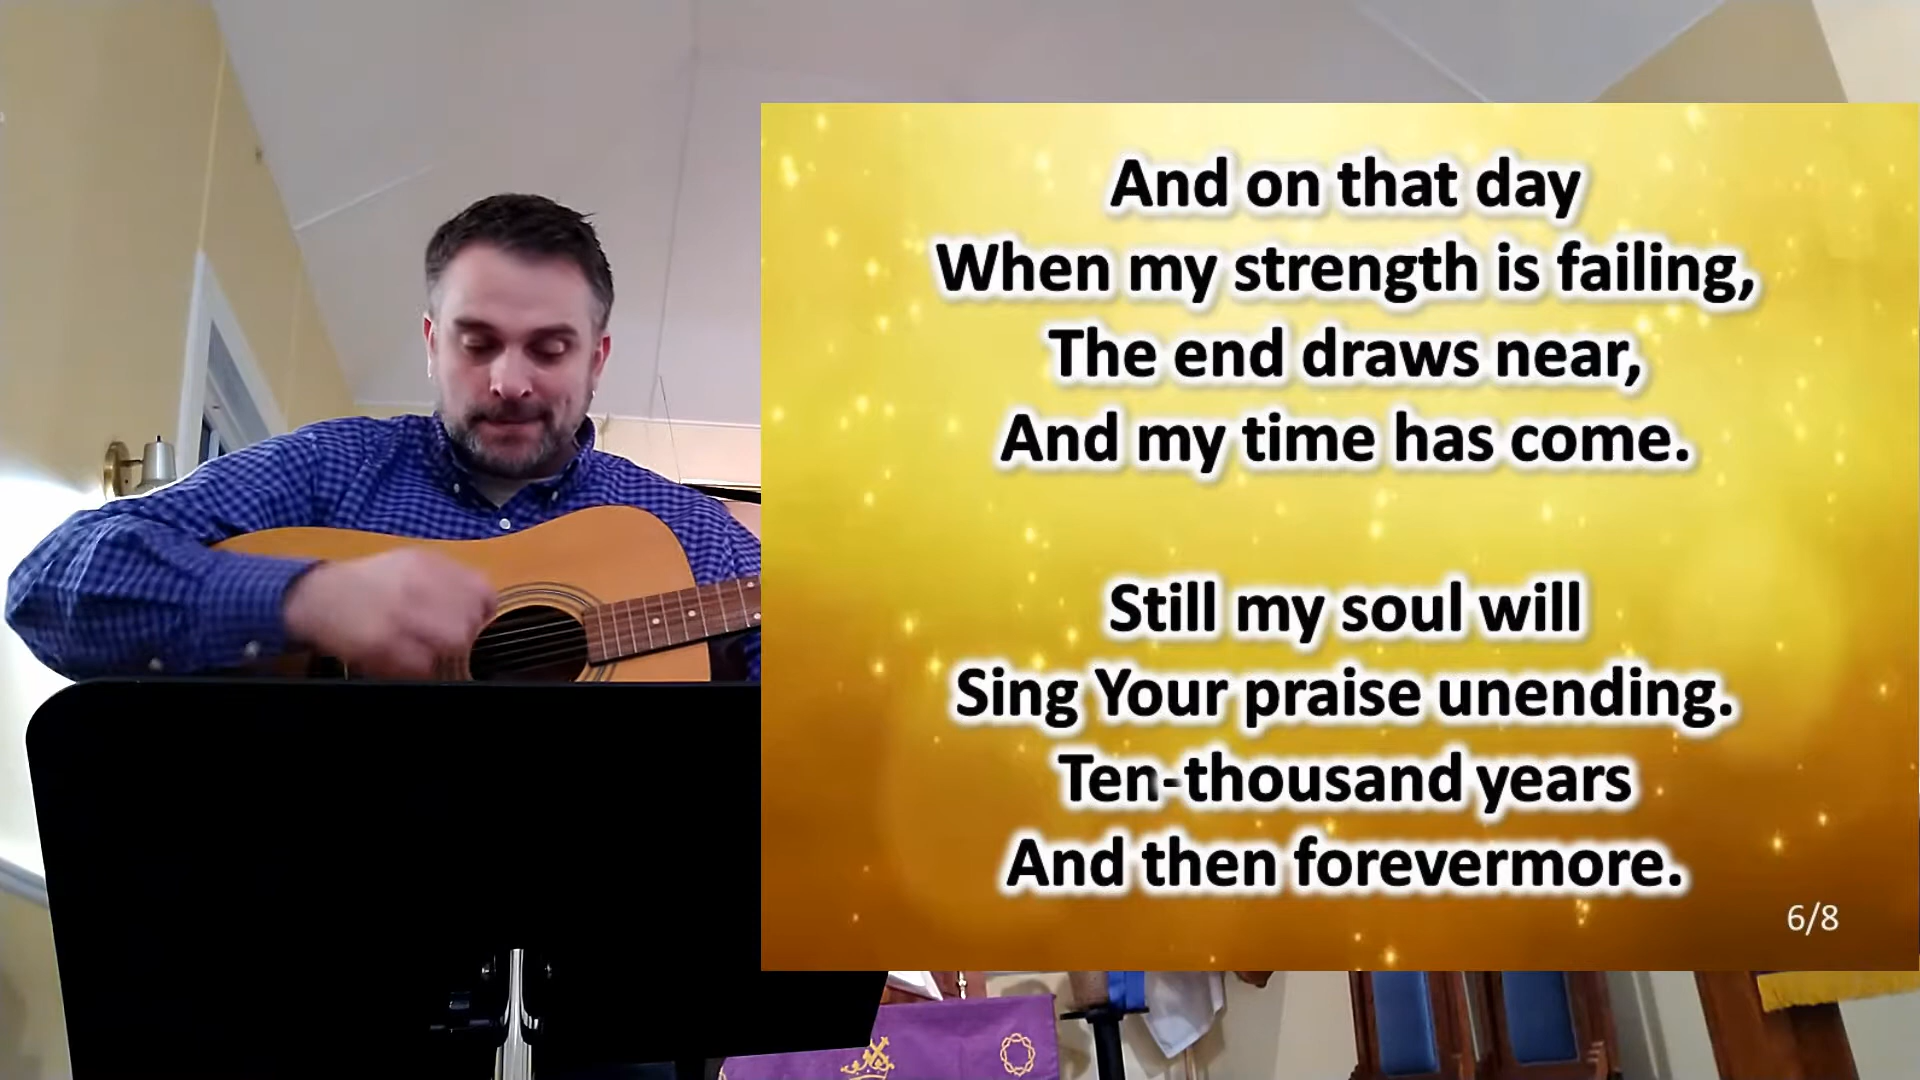 And on that day
When my strength is failing,
The end draws near,
And my time has come.
Still my soul will
Sing Your praise unending.
Ten-thousand years
And then forevermore.
6/8